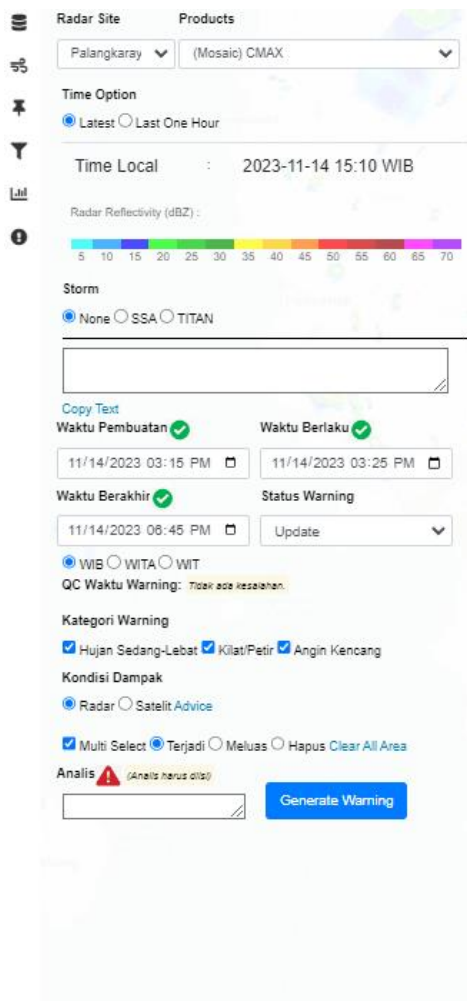 Radar Site Products
Palangkaray (Mosaic) CMAX
Time Option
Latest Last One Hour
Time Local : 2023-11-14 15:10 WIB
Radar Reflectivity (dBZ) :
5 10 15 20 25 30 35 40 45 50 55 60 65 70
Storm
None SSA TITAN
Copy Text
Waktu Pembuatan Waktu Berlaku
11/14/2023 03:15 PM 11/14/2023 03:25 PM
Waktu Berakhir Status Warning
11/14/2023 06:45 PM Update
WIB WITA WIT
QC Waktu Warning: Tidak ada kesalahan.
Kategori Warning
Hujan Sedang-Lebat Kilat/Petir Angin Kencang
Kondisi Dampak
Radar Satelit Advice
Multi Select Terjadi Meluas Hapus Clear All Area
Analis (Analis harus diisi)
Generate Warning